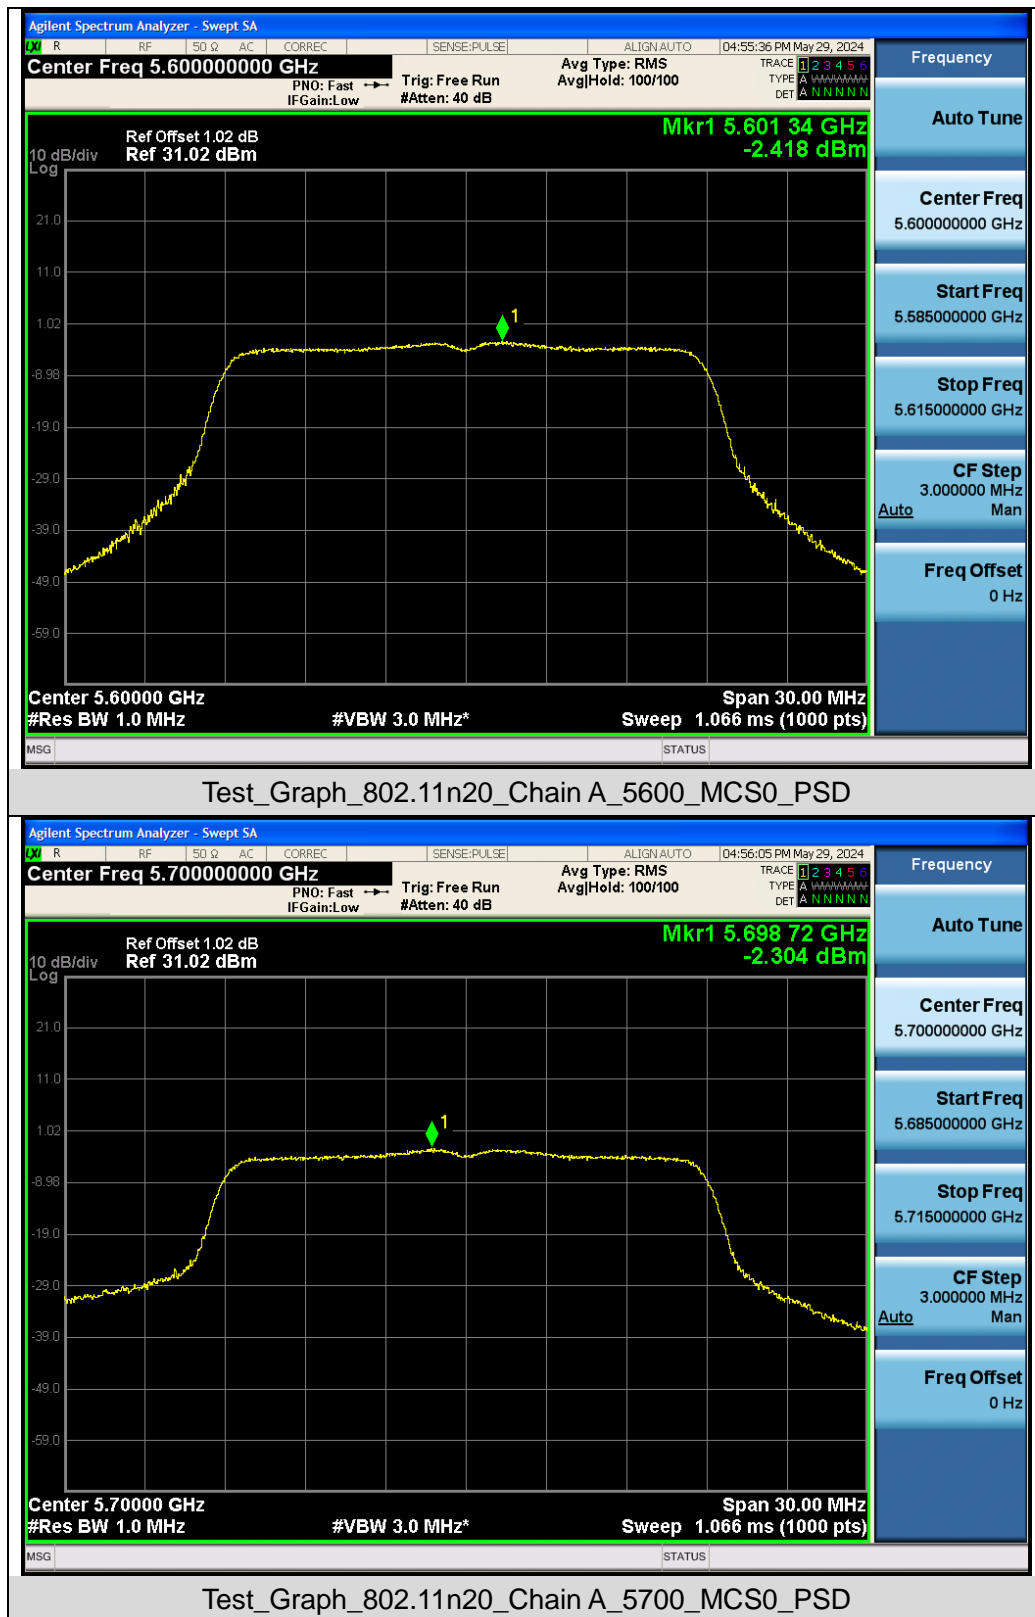 Agilent Spectrum Analyzer - Swept SA
LXI R RF 50 Ω AC CORREC SENSE:PULSE ALIGN AUTO 04:55:36 PM May 29, 2024
Center Freq 5.600000000 GHz
PNO: Fast
IFGain:Low
Trig: Free Run
#Atten: 40 dB
Avg Type: RMS
Avg|Hold: 100/100
TRACE 1 2 3 4 5 6
TYPE A WWWWW
DET A N N N N N
Frequency
Auto Tune
Center Freq
5.600000000 GHz
Start Freq
5.585000000 GHz
Stop Freq
5.615000000 GHz
CF Step
3.000000 MHz
Auto Man
Freq Offset
0 Hz
Mkr1 5.601 34 GHz
-2.418 dBm
Ref Offset 1.02 dB
10 dB/div Ref 31.02 dBm
Log
21.0
11.0
1.02
-8.98
-19.0
-29.0
-39.0
-49.0
-59.0
1
Center 5.60000 GHz Span 30.00 MHz
#Res BW 1.0 MHz #VBW 3.0 MHz* Sweep 1.066 ms (1000 pts)
MSG STATUS
Test_Graph_802.11n20_Chain A_5600_MCS0_PSD
Agilent Spectrum Analyzer - Swept SA
LXI R RF 50 Ω AC CORREC SENSE:PULSE ALIGN AUTO 04:56:05 PM May 29, 2024
Center Freq 5.700000000 GHz
PNO: Fast
IFGain:Low
Trig: Free Run
#Atten: 40 dB
Avg Type: RMS
Avg|Hold: 100/100
TRACE 1 2 3 4 5 6
TYPE A WWWWW
DET A N N N N N
Frequency
Auto Tune
Center Freq
5.700000000 GHz
Start Freq
5.685000000 GHz
Stop Freq
5.715000000 GHz
CF Step
3.000000 MHz
Auto Man
Freq Offset
0 Hz
Mkr1 5.698 72 GHz
-2.304 dBm
Ref Offset 1.02 dB
10 dB/div Ref 31.02 dBm
Log
21.0
11.0
1.02
-8.98
-19.0
-29.0
-39.0
-49.0
-59.0
1
Center 5.70000 GHz Span 30.00 MHz
#Res BW 1.0 MHz #VBW 3.0 MHz* Sweep 1.066 ms (1000 pts)
MSG STATUS
Test_Graph_802.11n20_Chain A_5700_MCS0_PSD